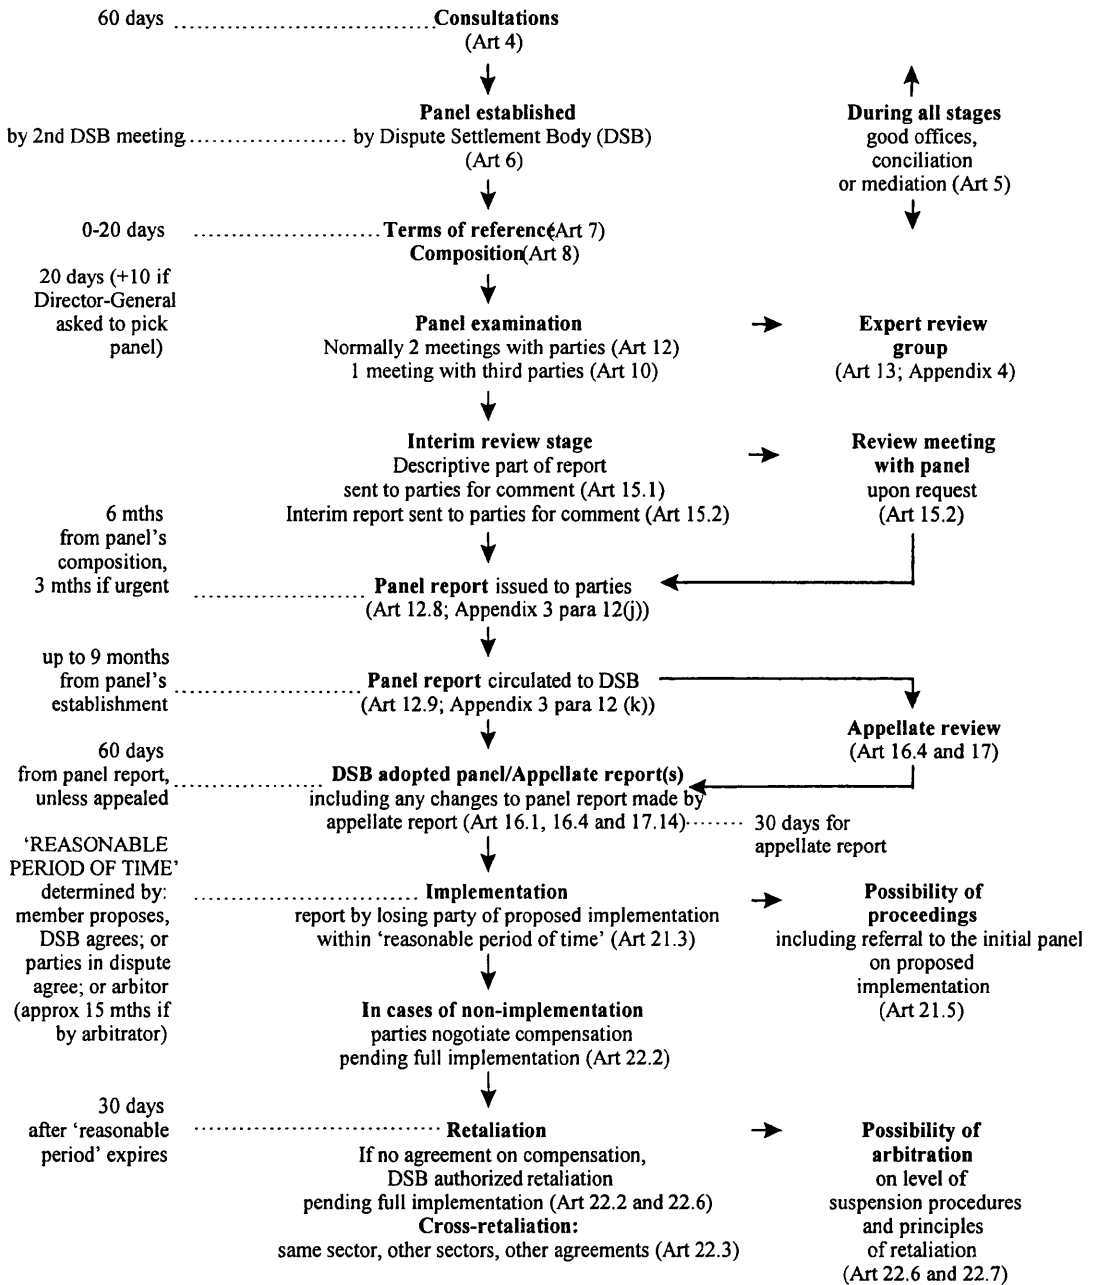 60 days ........................................ Consultations
(Art 4)
Panel established
by 2nd DSB meeting ....................... by Dispute Settlement Body (DSB)
(Art 6)
During all stages
good offices,
conciliation
or mediation (Art 5)
0-20 days ............................ Terms of reference(Art 7)
Composition(Art 8)
20 days (+10 if
Director-General
asked to pick
panel)
Panel examination
Normally 2 meetings with parties (Art 12)
1 meeting with third parties (Art 10)
Expert review
group
(Art 13; Appendix 4)
Interim review stage
Descriptive part of report
sent to parties for comment (Art 15.1)
Interim report sent to parties for comment (Art 15.2)
Review meeting
with panel
upon request
(Art 15.2)
6 mths
from panel's
composition,
3 mths if urgent
Panel report issued to parties
(Art 12.8; Appendix 3 para 12(j))
up to 9 months
from panel's
establishment
Panel report circulated to DSB
(Art 12.9; Appendix 3 para 12 (k))
Appellate review
(Art 16.4 and 17)
60 days
from panel report,
unless appealed
DSB adopted panel/Appellate report(s)
including any changes to panel report made by
appellate report (Art 16.1, 16.4 and 17.14)
30 days for
appellate report
'REASONABLE
PERIOD OF TIME'
determined by:
member proposes,
DSB agrees; or
parties in dispute
agree; or arbitor
(approx 15 mths if
by arbitrator)
Implementation
report by losing party of proposed implementation
within 'reasonable period of time' (Art 21.3)
Possibility of
proceedings
including referral to the initial panel
on proposed
implementation
(Art 21.5)
In cases of non-implementation
parties nogotiate compensation
pending full implementation (Art 22.2)
30 days
after 'reasonable
period' expires
Retaliation
If no agreement on compensation,
DSB authorized retaliation
pending full implementation (Art 22.2 and 22.6)
Cross-retaliation:
same sector, other sectors, other agreements (Art 22.3)
Possibility of
arbitration
on level of
suspension procedures
and principles
of retaliation
(Art 22.6 and 22.7)